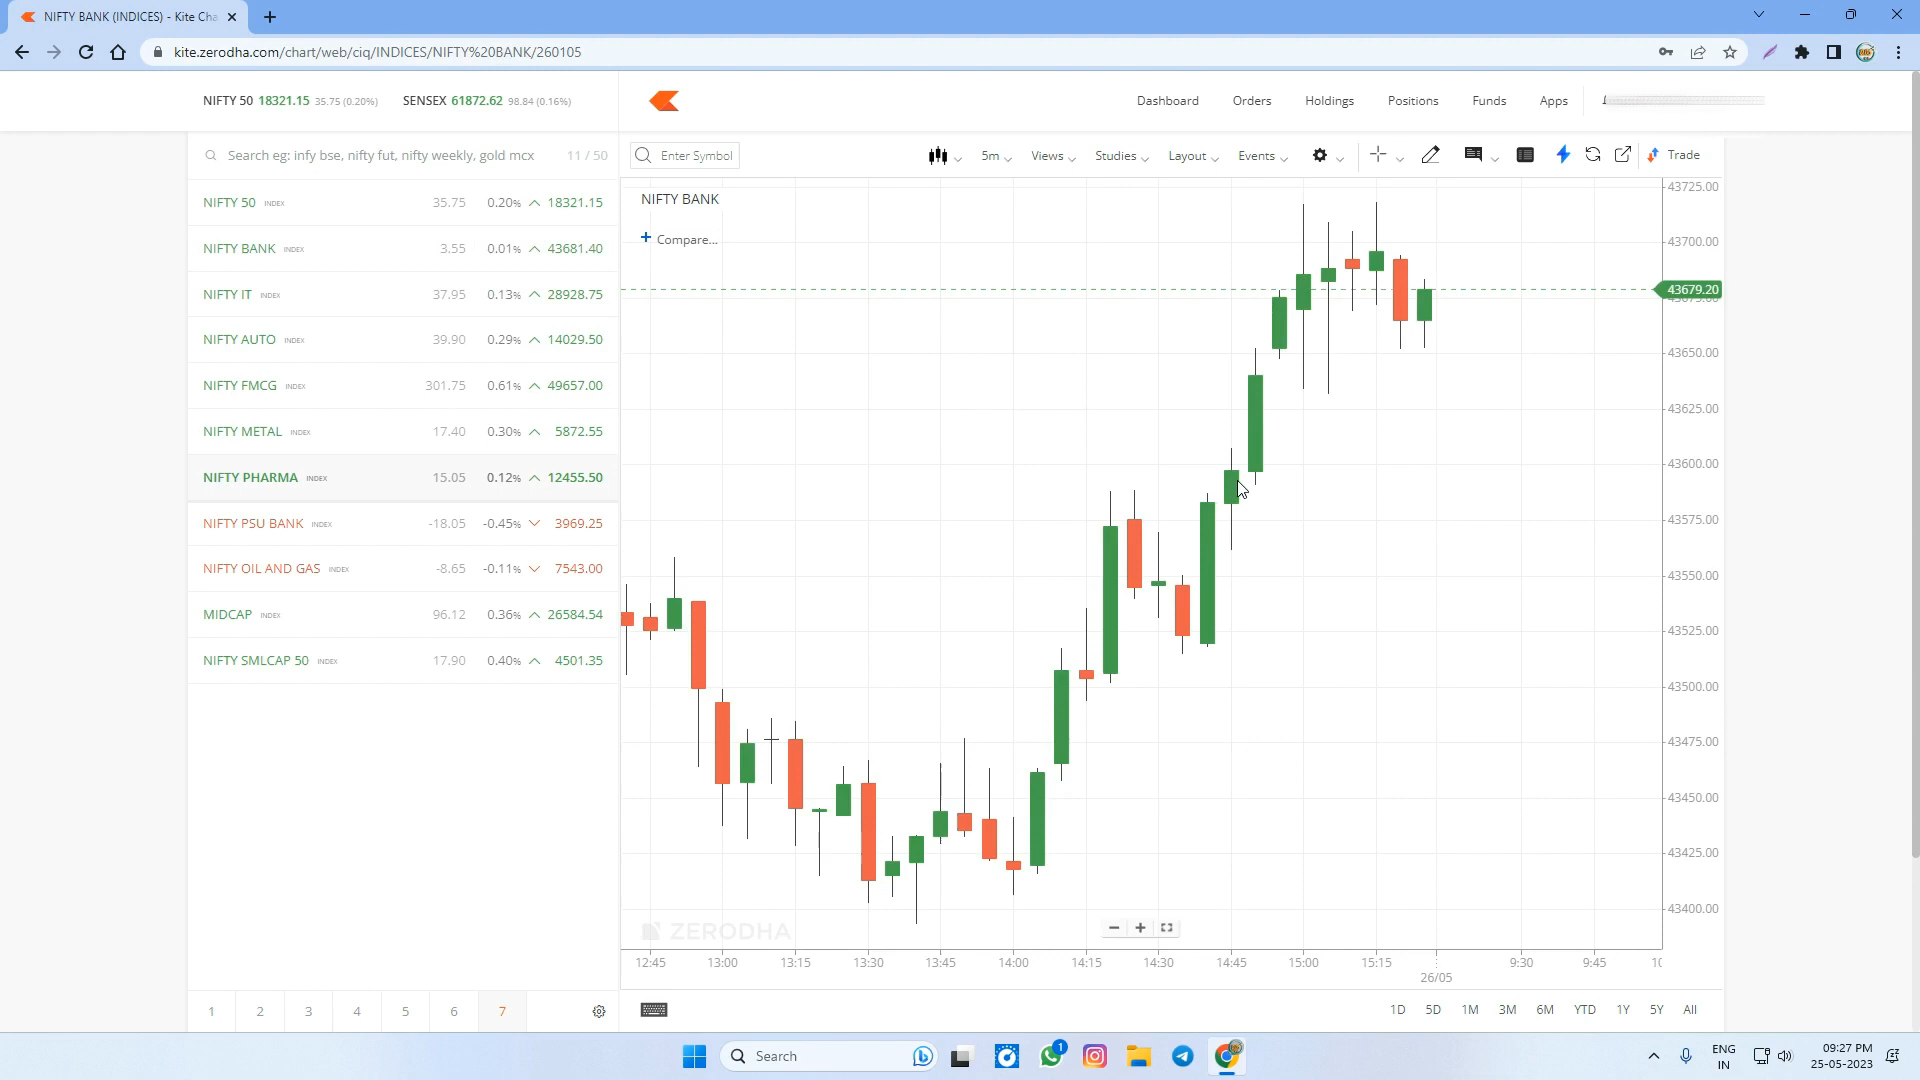 NIFTY BANK (INDICES) - Kite Cha
kite.zerodha.com/chart/web/ciq/INDICES/NIFTY%20BANK/260105
NIFTY 50 18321.15 35.75 (0.20%) SENSEX 61872.62 98.84 (0.16%)
Dashboard Orders Holdings Positions Funds Apps
Search eg: infy bse, nifty fut, nifty weekly, gold mcx 11 / 50
Enter Symbol 5m Views Studies Layout Events Trade
NIFTY 50 INDEX 35.75 0.20% 18321.15
NIFTY BANK INDEX 3.55 0.01% 43681.40
NIFTY IT INDEX 37.95 0.13% 28928.75
NIFTY AUTO INDEX 39.90 0.29% 14029.50
NIFTY FMCG INDEX 301.75 0.61% 49657.00
NIFTY METAL INDEX 17.40 0.30% 5872.55
NIFTY PHARMA INDEX 15.05 0.12% 12455.50
NIFTY PSU BANK INDEX -18.05 -0.45% 3969.25
NIFTY OIL AND GAS INDEX -8.65 -0.11% 7543.00
MIDCAP INDEX 96.12 0.36% 26584.54
NIFTY SMLCAP 50 INDEX 17.90 0.40% 4501.35
1 2 3 4 5 6 7
NIFTY BANK
+ Compare...
43725.00
43700.00
43679.20
43650.00
43625.00
43600.00
43575.00
43550.00
43525.00
43500.00
43475.00
43450.00
43425.00
43400.00
ZERODHA
12:45 13:00 13:15 13:30 13:45 14:00 14:15 14:30 14:45 15:00 15:15 9:30 9:45
26/05
1D 5D 1M 3M 6M YTD 1Y 5Y All
Search 1 ENG 09:27 PM
IN 25-05-2023